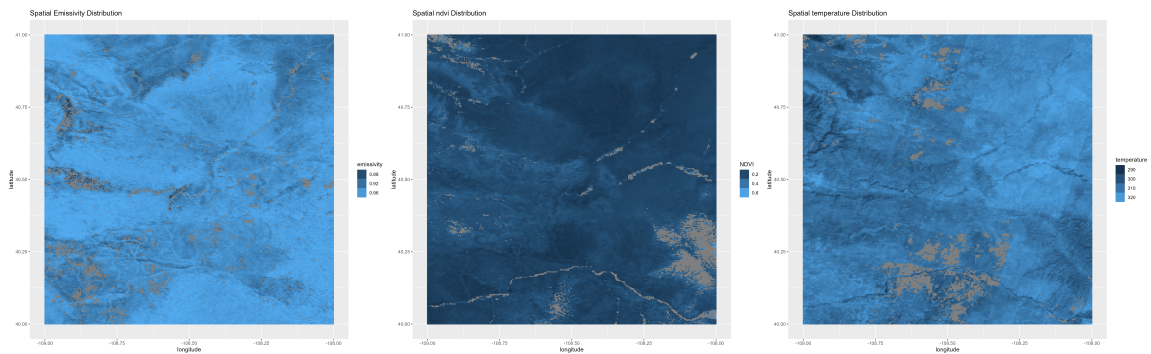 Spatial Emissivity Distribution
41.00
40.75
40.50
40.25
40.00
latitude
-109.00 -108.75 -108.50 -108.25 -108.00
longitude
emissivity
0.88
0.92
0.96
Spatial ndvi Distribution
41.00
40.75
40.50
40.25
40.00
latitude
-109.00 -108.75 -108.50 -108.25 -108.00
longitude
NDVI
0.2
0.4
0.6
Spatial temperature Distribution
41.00
40.75
40.50
40.25
40.00
latitude
-109.00 -108.75 -108.50 -108.25 -108.00
longitude
temperature
290
300
310
320